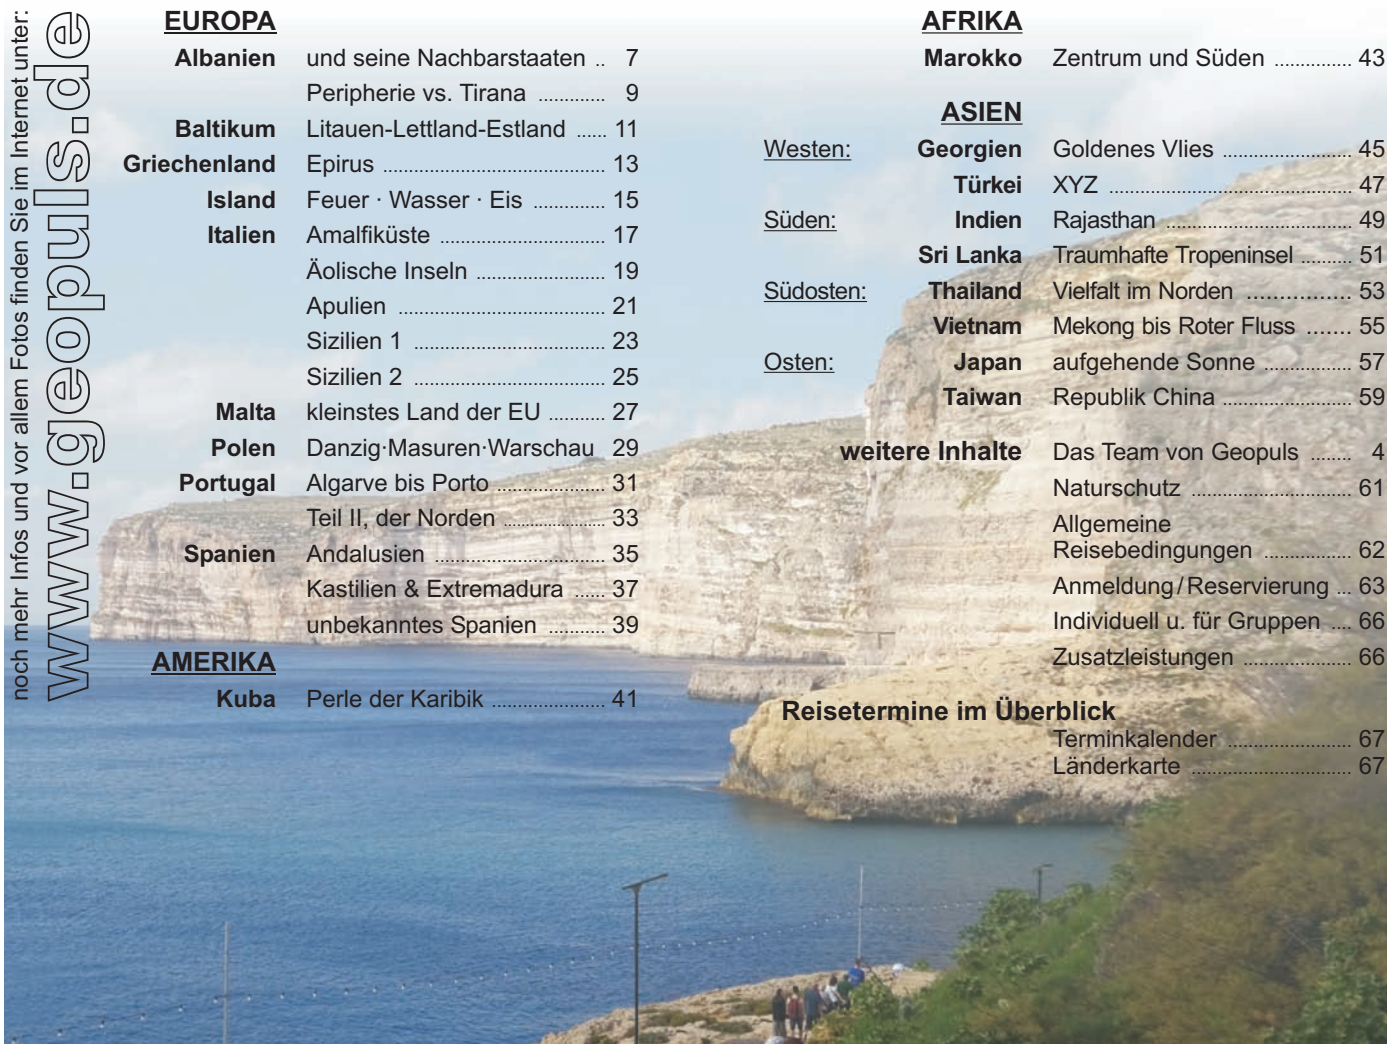 noch mehr Infos und vor allem Fotos finden Sie im Internet unter:
www.geopuls.de
EUROPA
Albanien und seine Nachbarstaaten .. 7
Peripherie vs. Tirana ............. 9
Baltikum Litauen-Lettland-Estland ...... 11
Griechenland Epirus .................................... 13
Island Feuer · Wasser · Eis .............. 15
Italien Amalfiküste ........................... 17
Äolische Inseln ..................... 19
Apulien .................................. 21
Sizilien 1 ............................... 23
Sizilien 2 ............................... 25
Malta kleinstes Land der EU .......... 27
Polen Danzig·Masuren·Warschau 29
Portugal Algarve bis Porto .................. 31
Teil II, der Norden ................. 33
Spanien Andalusien ............................ 35
Kastilien & Extremadura ...... 37
unbekanntes Spanien ........... 39
AMERIKA
Kuba Perle der Karibik ................... 41
AFRIKA
Marokko Zentrum und Süden ............... 43
ASIEN
Westen: Georgien Goldenes Vlies ......................... 45
Türkei XYZ ............................................. 47
Süden: Indien Rajasthan ................................... 49
Sri Lanka Traumhafte Tropeninsel ......... 51
Südosten: Thailand Vielfalt im Norden ................ 53
Vietnam Mekong bis Roter Fluss ....... 55
Osten: Japan aufgehende Sonne ................ 57
Taiwan Republik China ....................... 59
weitere Inhalte Das Team von Geopuls ....... 4
Naturschutz ........................... 61
Allgemeine
Reisebedingungen ................ 62
Anmeldung/Reservierung ... 63
Individuell u. für Gruppen .... 66
Zusatzleistungen .................... 66
Reisetermine im Überblick
Terminkalender ........................ 67
Länderkarte ............................... 67